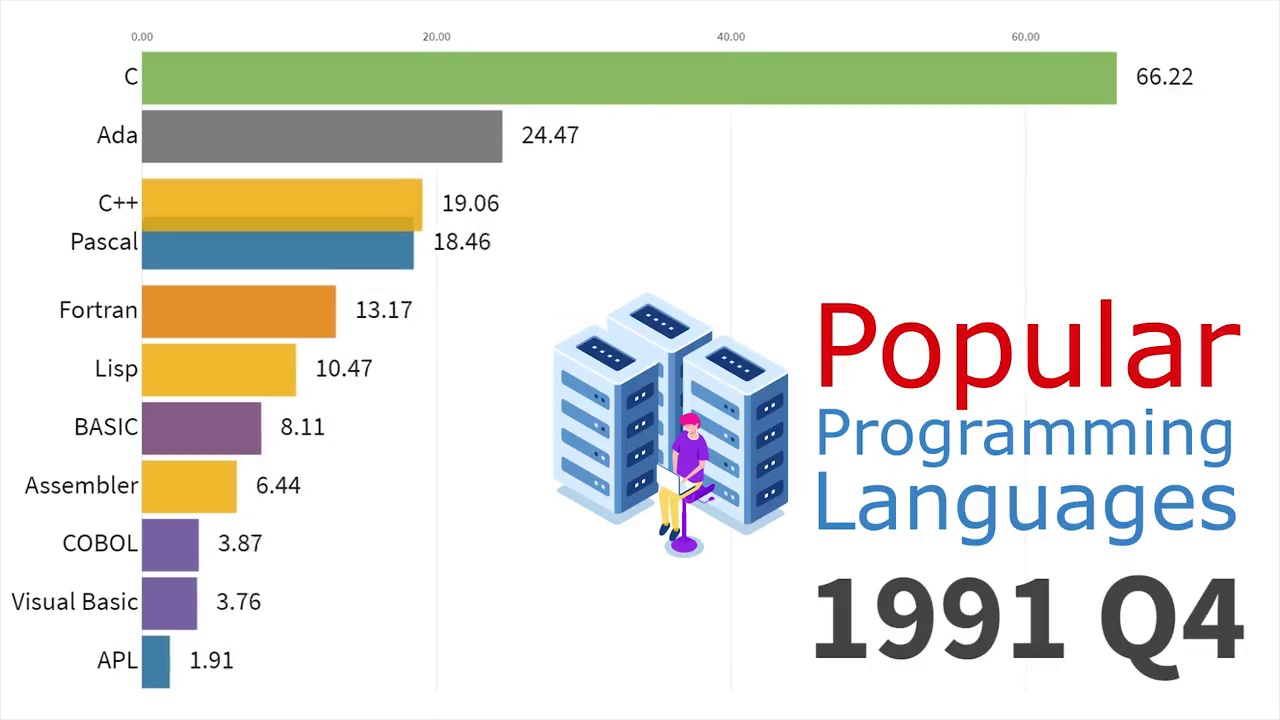 0.00 20.00 40.00 60.00
C 66.22
Ada 24.47
C++ 19.06
Pascal 18.46
Fortran 13.17
Lisp 10.47
BASIC 8.11
Assembler 6.44
COBOL 3.87
Visual Basic 3.76
APL 1.91
Popular
Programming
Languages
1991 Q4